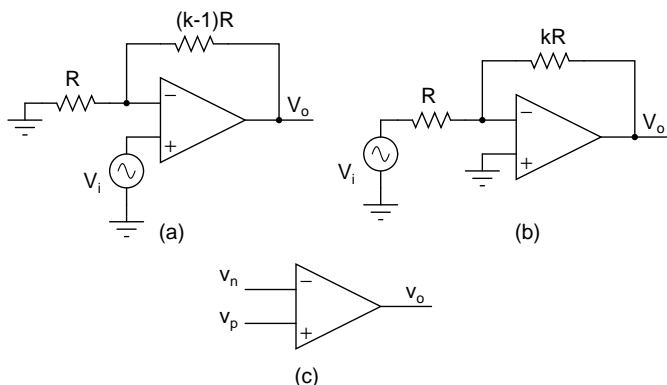 (k-1)R
R
−
+
V_o
V_i
(a)
kR
R
−
+
V_o
V_i
(b)
v_n
−
v_p
+
v_o
(c)